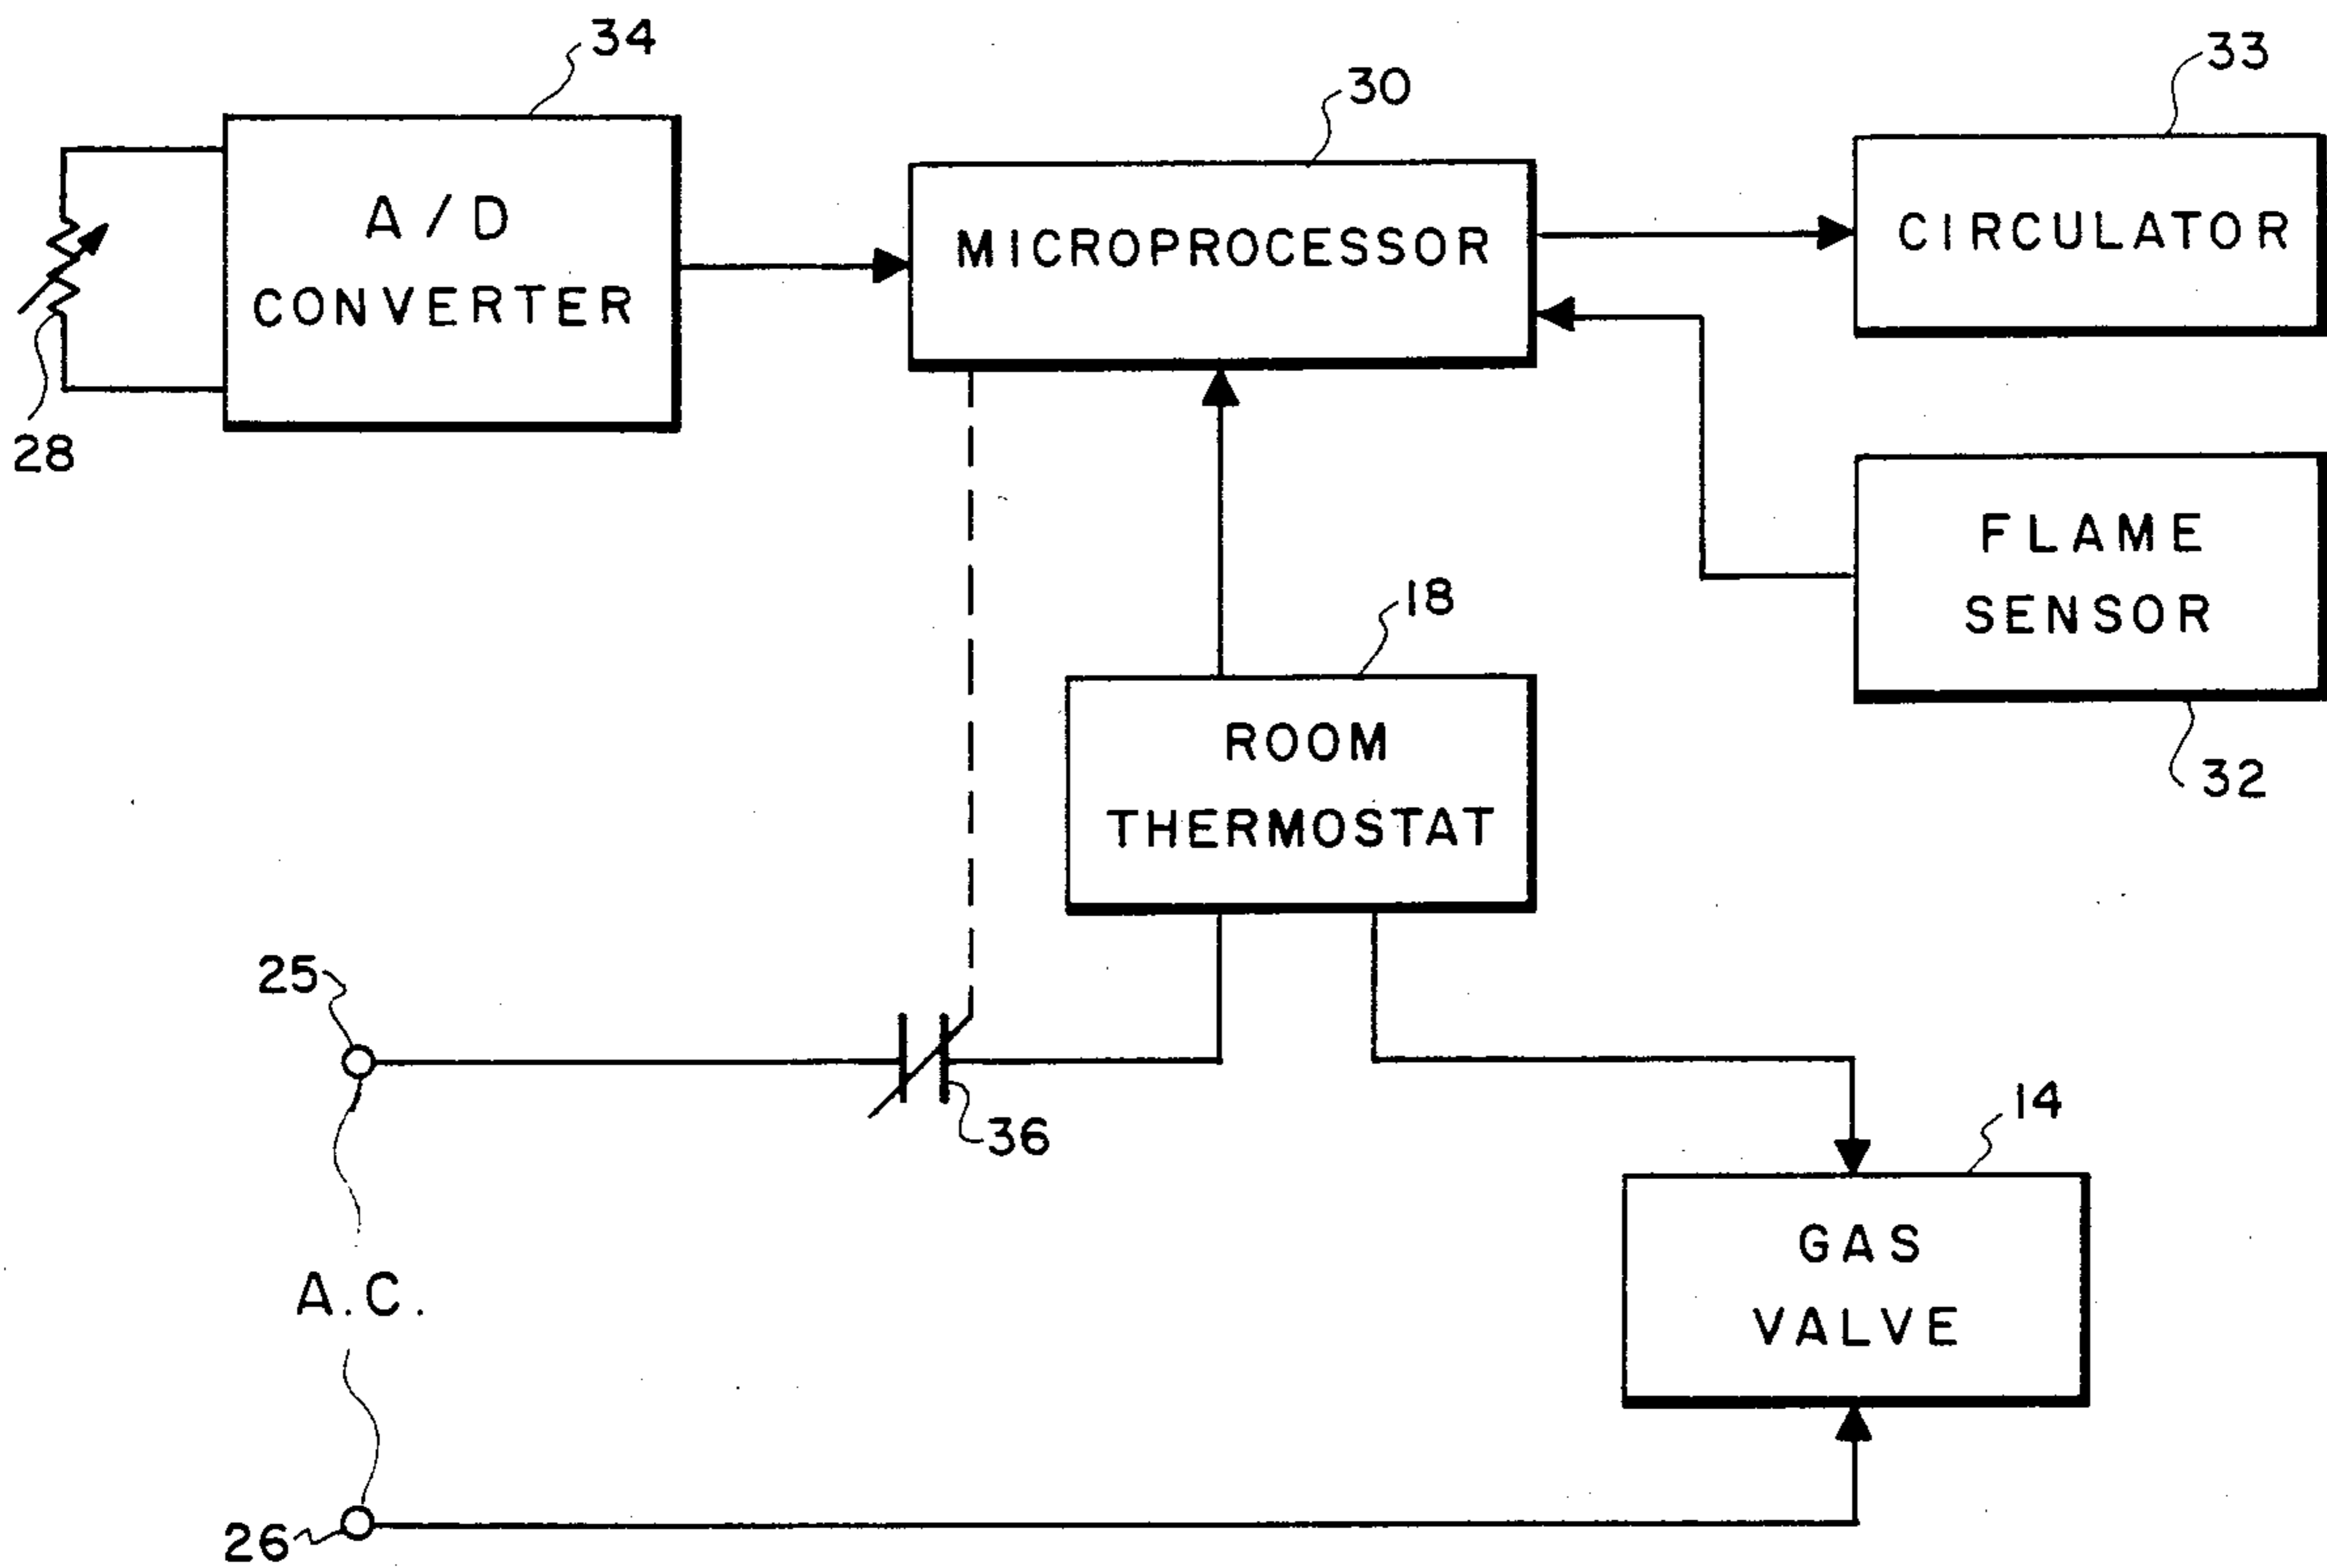 34
A/D
CONVERTER
28
30
MICROPROCESSOR
33
CIRCULATOR
FLAME
SENSOR
32
18
ROOM
THERMOSTAT
25
36
A.C.
26
14
GAS
VALVE